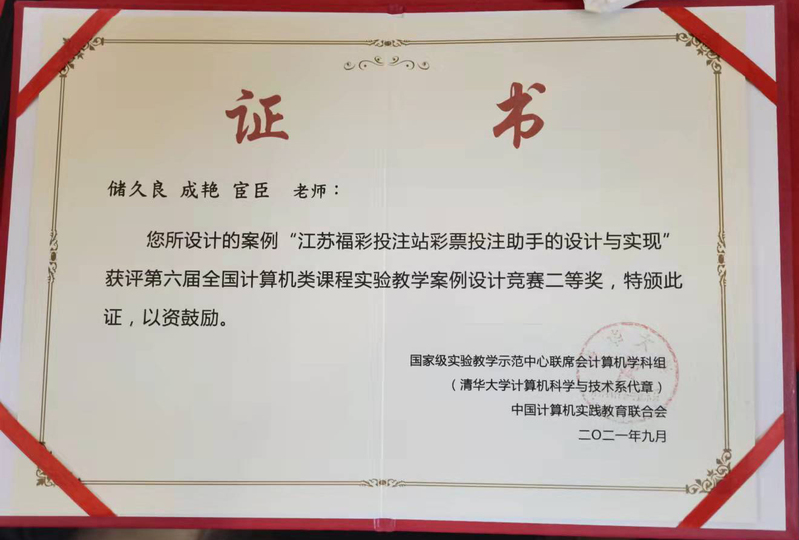 证 书
储久良 成艳 宦臣 老师：
您所设计的案例“江苏福彩投注站彩票投注助手的设计与实现”
获评第六届全国计算机类课程实验教学案例设计竞赛二等奖，特颁此
证，以资鼓励。
国家级实验教学示范中心联席会计算机学科组
（清华大学计算机科学与技术系代章）
中国计算机实践教育联合会
二〇二一年九月